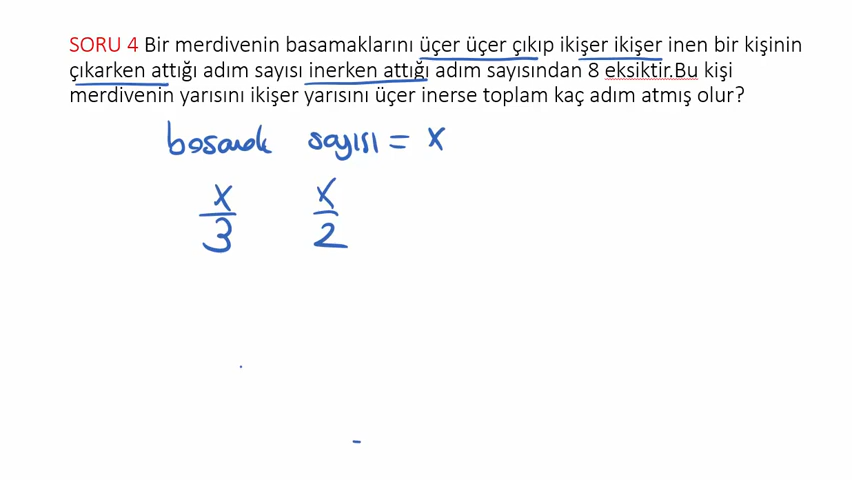 SORU 4 Bir merdivenin basamaklarını üçer üçer çıkıp ikişer ikişer inen bir kişinin
çıkarken attığı adım sayısı inerken attığı adım sayısından 8 eksiktir.Bu kişi
merdivenin yarısını ikişer yarısını üçer inerse toplam kaç adım atmış olur?
basamak sayısı = x
x/3 x/2